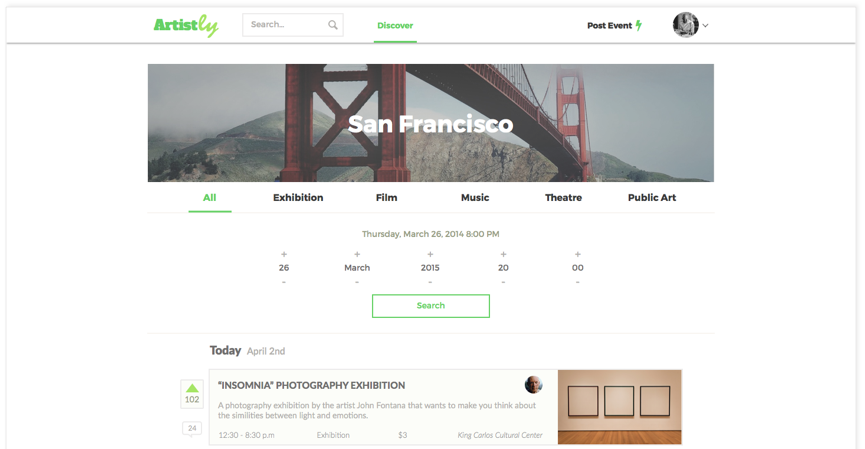 Artistly
Search...
Discover
Post Event
San Francisco
All
Exhibition
Film
Music
Theatre
Public Art
Thursday, March 26, 2014 8:00 PM
+ + + + +
26 March 2015 20 00
- - - - -
Search
Today April 2nd
102
24
“INSOMNIA” PHOTOGRAPHY EXHIBITION
A photography exhibition by the artist John Fontana that wants to make you think about
the similities between light and emotions.
12:30 - 8:30 p.m Exhibition $3 King Carlos Cultural Center